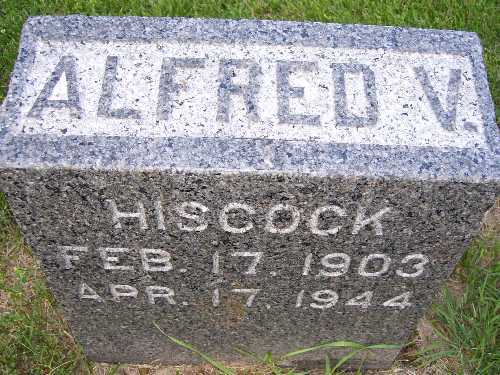 ALFRED V.
HISCOCK
FEB. 17. 1903
APR. 17. 1944